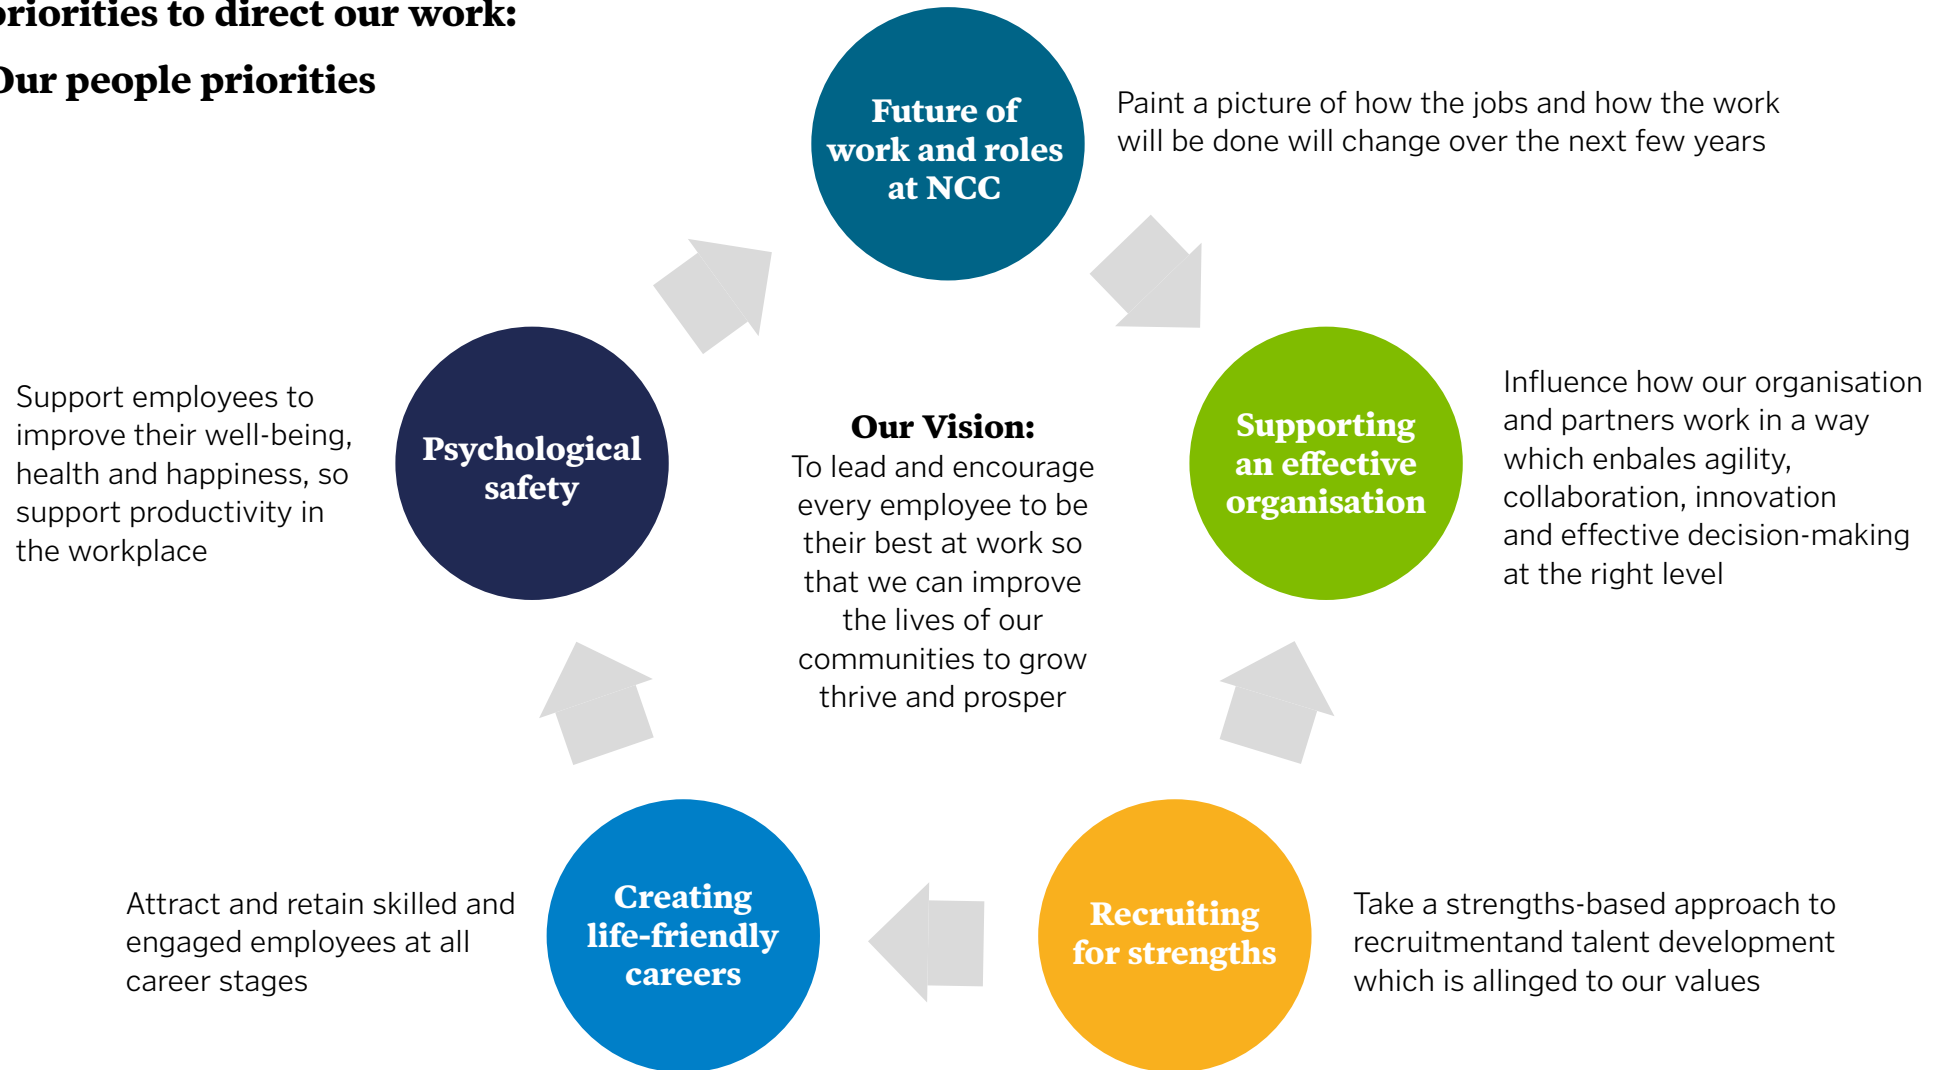 priorities to direct our work:
Our people priorities
Future of
work and roles
at NCC
Paint a picture of how the jobs and how the work
will be done will change over the next few years
Supporting
an effective
organisation
Influence how our organisation
and partners work in a way
which enbales agility,
collaboration, innovation
and effective decision-making
at the right level
Recruiting
for strengths
Take a strengths-based approach to
recruitmentand talent development
which is allinged to our values
Creating
life-friendly
careers
Attract and retain skilled and
engaged employees at all
career stages
Psychological
safety
Support employees to
improve their well-being,
health and happiness, so
support productivity in
the workplace
Our Vision:
To lead and encourage
every employee to be
their best at work so
that we can improve
the lives of our
communities to grow
thrive and prosper